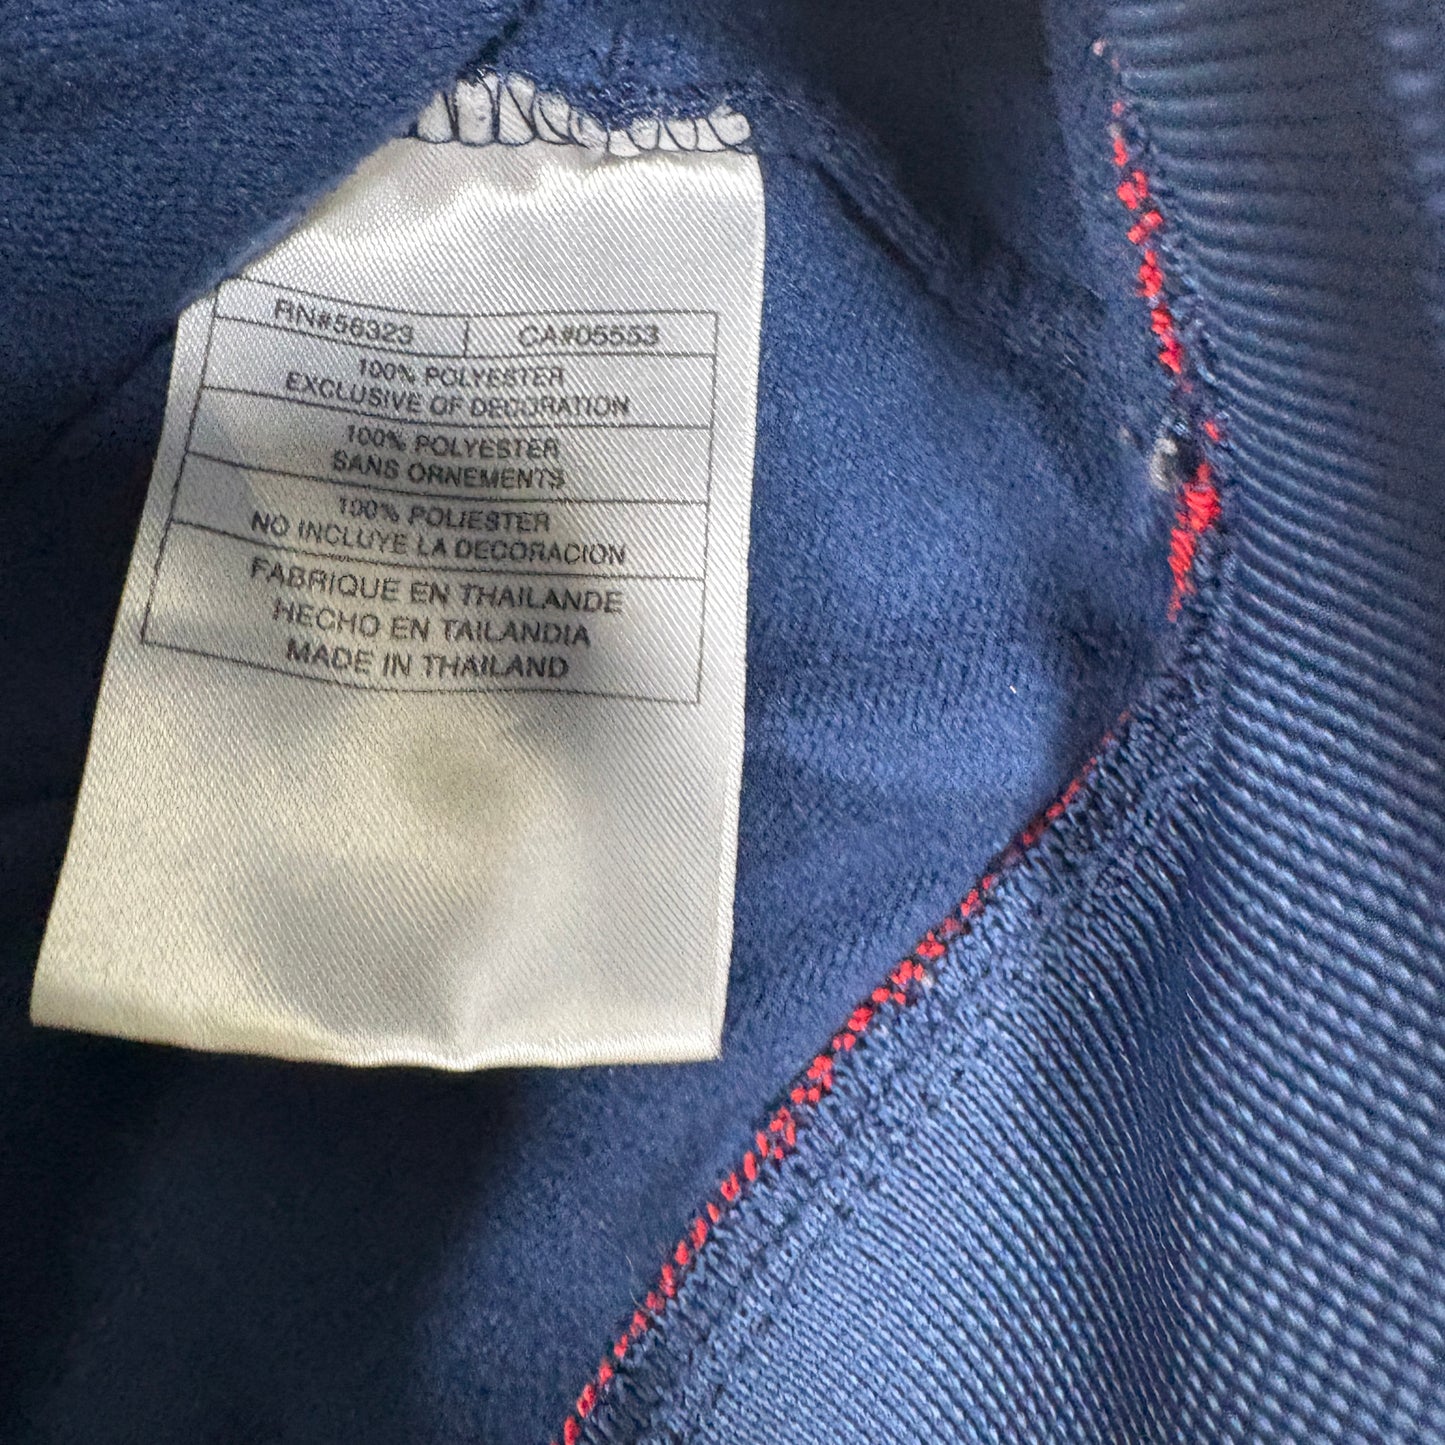 RN#56323 CA#05553
100% POLYESTER
EXCLUSIVE OF DECORATION
100% POLYESTER
SANS ORNEMENTS
100% POLIESTER
NO INCLUYE LA DECORACION
FABRIQUE EN THAILANDE
HECHO EN TAILANDIA
MADE IN THAILAND